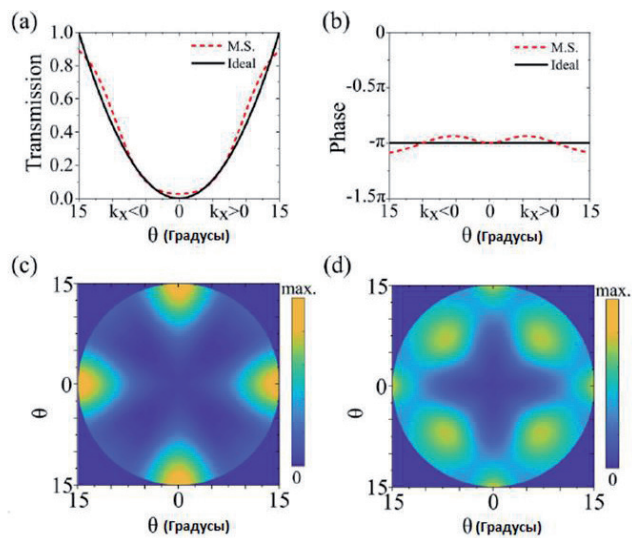 (a)
1.0
0.8
0.6
0.4
0.2
0.0
Transmission
M.S.
Ideal
15 kx<0 0 kx>0 15
θ (Градусы)
(b)
0
-0.5π
-π
-1.5π
Phase
M.S.
Ideal
15 kx<0 0 kx>0 15
θ (Градусы)
(c)
15
0
15
θ
15 0 15
θ (Градусы)
max.
0
(d)
15
0
15
θ
15 0 15
θ (Градусы)
max.
0